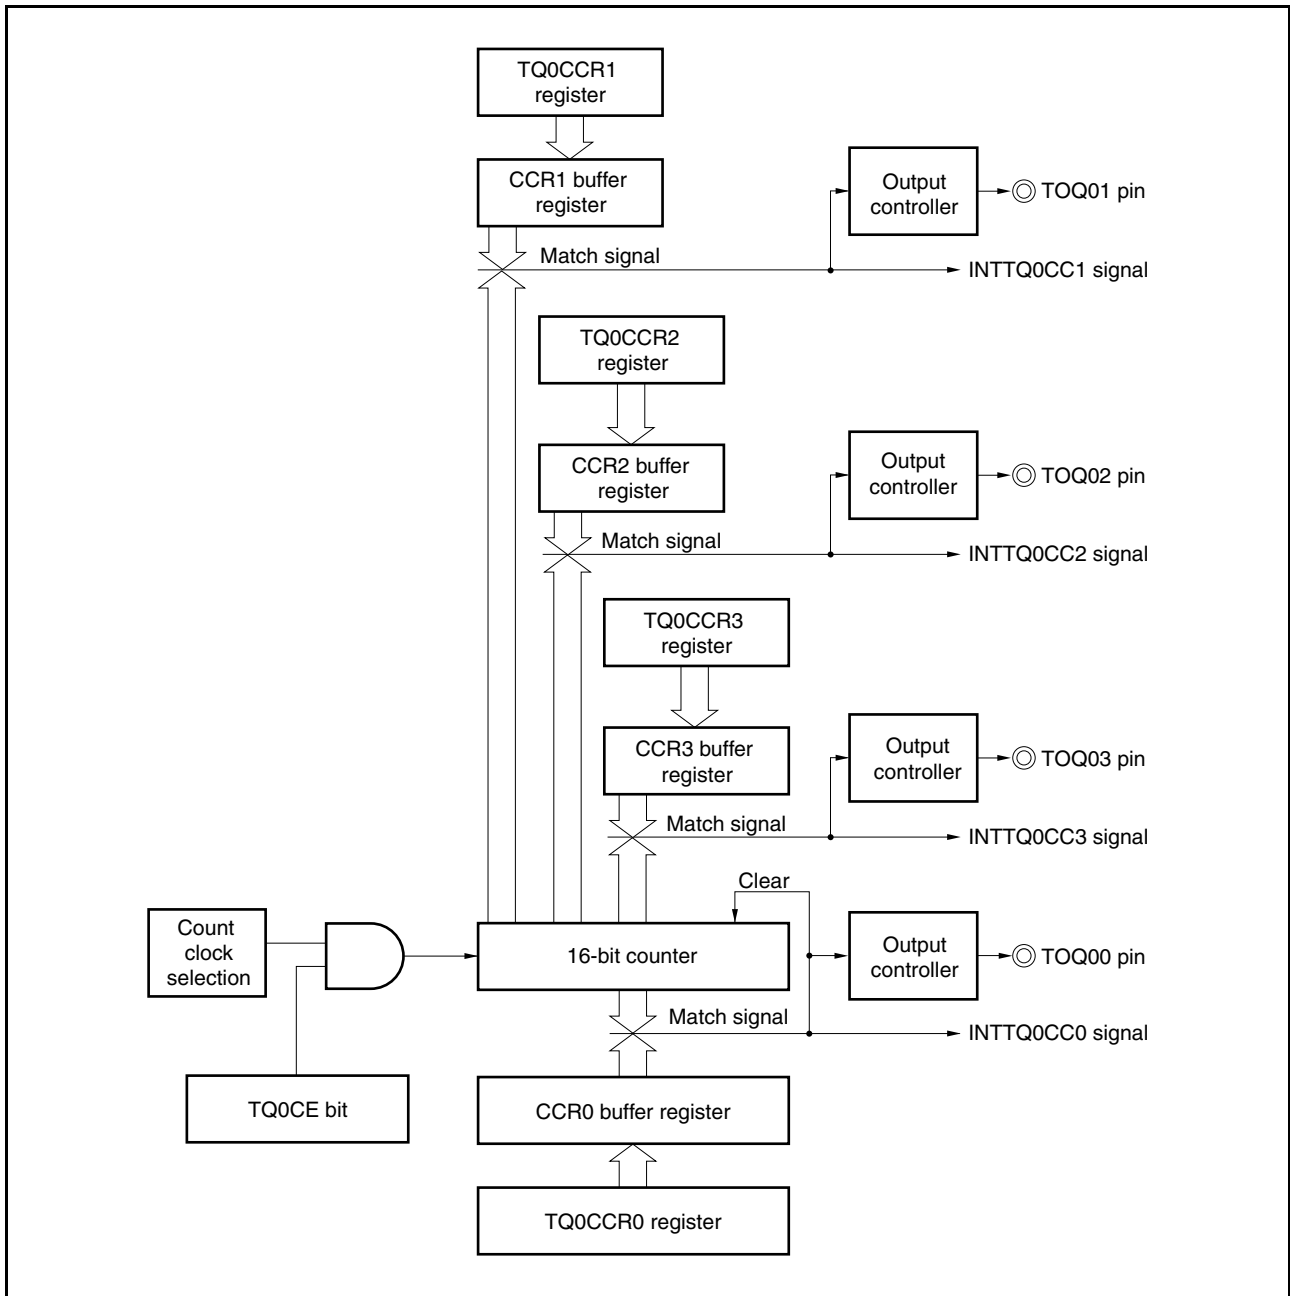 TQ0CCR1
register
CCR1 buffer
register
Output
controller
TOQ01 pin
Match signal
INTTQ0CC1 signal
TQ0CCR2
register
CCR2 buffer
register
Output
controller
TOQ02 pin
Match signal
INTTQ0CC2 signal
TQ0CCR3
register
CCR3 buffer
register
Output
controller
TOQ03 pin
Match signal
INTTQ0CC3 signal
Clear
Count
clock
selection
16-bit counter
Output
controller
TOQ00 pin
Match signal
INTTQ0CC0 signal
TQ0CE bit
CCR0 buffer register
TQ0CCR0 register